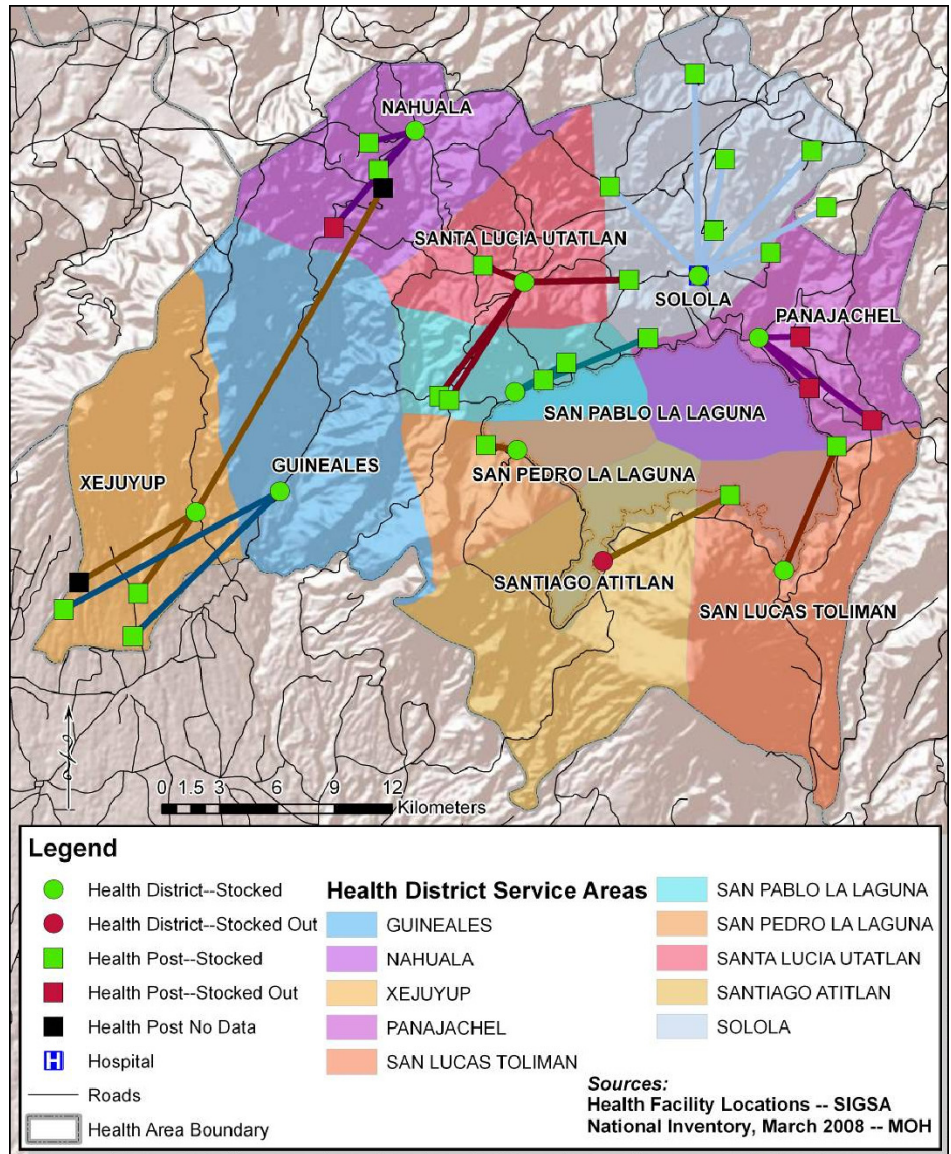 NAHUALA
SANTA LUCIA UTATLAN
SOLOLA
PANAJACHEL
SAN PABLO LA LAGUNA
GUINEALES
XEJUYUP
SAN PEDRO LA LAGUNA
SANTIAGO ATITLAN
SAN LUCAS TOLIMAN
0 1.5 3 6 9 12
Kilometers
Legend
Health District--Stocked
Health District--Stocked Out
Health Post--Stocked
Health Post--Stocked Out
Health Post No Data
H Hospital
Roads
Health Area Boundary
Health District Service Areas
GUINEALES
NAHUALA
XEJUYUP
PANAJACHEL
SAN LUCAS TOLIMAN
SAN PABLO LA LAGUNA
SAN PEDRO LA LAGUNA
SANTA LUCIA UTATLAN
SANTIAGO ATITLAN
SOLOLA
Sources:
Health Facility Locations -- SIGSA
National Inventory, March 2008 -- MOH